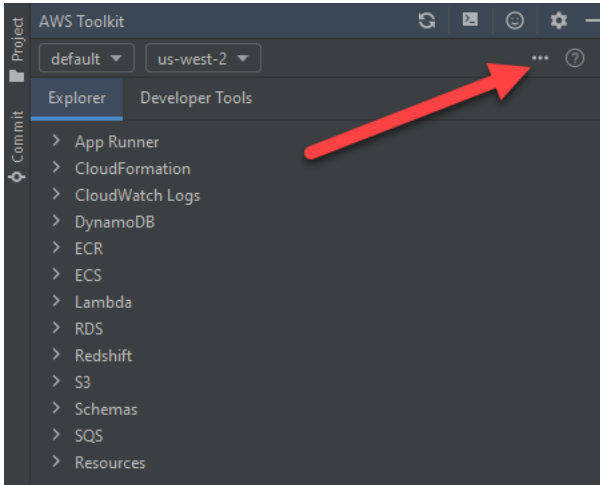 Project
Commit
AWS Toolkit
default us-west-2
Explorer Developer Tools
App Runner
CloudFormation
CloudWatch Logs
DynamoDB
ECR
ECS
Lambda
RDS
Redshift
S3
Schemas
SQS
Resources